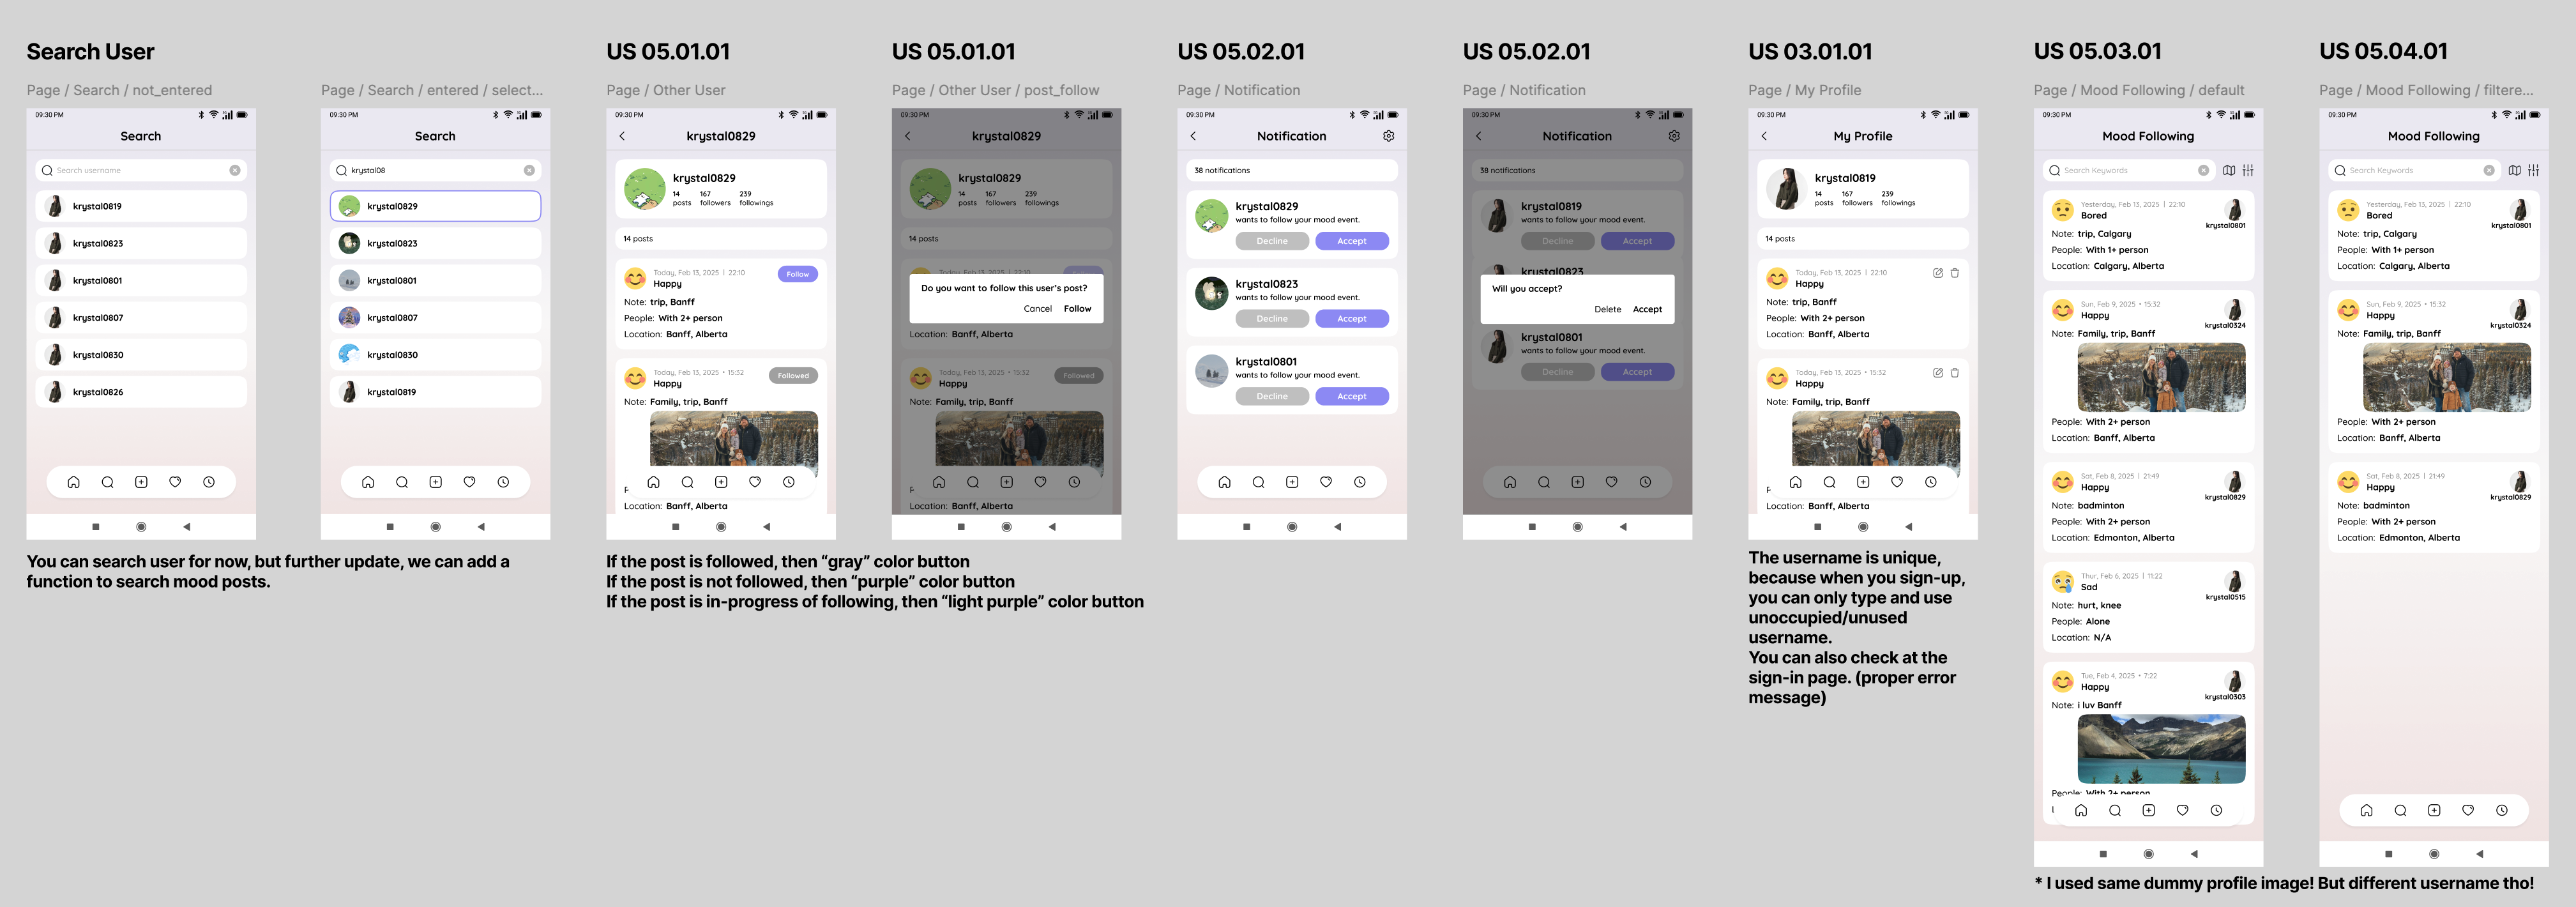 Search User
Page / Search / not_entered
09:30 PM
Search
Search username
krystal0819
krystal0823
krystal0801
krystal0807
krystal0830
krystal0826
Page / Search / entered / select...
09:30 PM
Search
krystal08
krystal0829
krystal0823
krystal0801
krystal0807
krystal0830
krystal0819
You can search user for now, but further update, we can add a
function to search mood posts.
US 05.01.01
Page / Other User
09:30 PM
krystal0829
krystal0829
14 167 239
posts followers followings
14 posts
Today, Feb 13, 2025 | 22:10
Follow
Happy
Note: trip, Banff
People: With 2+ person
Location: Banff, Alberta
Today, Feb 13, 2025 • 15:32
Followed
Happy
Note: Family, trip, Banff
Location: Banff, Alberta
US 05.01.01
Page / Other User / post_follow
09:30 PM
krystal0829
krystal0829
14 167 239
posts followers followings
14 posts
Today, Feb 13, 2025 | 22:10
Do you want to follow this user's post?
Cancel Follow
Location: Banff, Alberta
Today, Feb 13, 2025 • 15:32
Followed
Happy
Note: Family, trip, Banff
Location: Banff, Alberta
If the post is followed, then “gray” color button
If the post is not followed, then “purple” color button
If the post is in-progress of following, then “light purple” color button
US 05.02.01
Page / Notification
09:30 PM
Notification
38 notifications
krystal0829
wants to follow your mood event.
Decline Accept
krystal0823
wants to follow your mood event.
Decline Accept
krystal0801
wants to follow your mood event.
Decline Accept
US 05.02.01
Page / Notification
09:30 PM
Notification
38 notifications
krystal0819
wants to follow your mood event.
Decline Accept
krystal0823
Will you accept?
Delete Accept
krystal0801
wants to follow your mood event.
Decline Accept
US 03.01.01
Page / My Profile
09:30 PM
My Profile
krystal0819
14 167 239
posts followers followings
14 posts
Today, Feb 13, 2025 | 22:10
Happy
Note: trip, Banff
People: With 2+ person
Location: Banff, Alberta
Today, Feb 13, 2025 • 15:32
Happy
Note: Family, trip, Banff
Location: Banff, Alberta
The username is unique,
because when you sign-up,
you can only type and use
unoccupied/unused
username.
You can also check at the
sign-in page. (proper error
message)
US 05.03.01
Page / Mood Following / default
09:30 PM
Mood Following
Search Keywords
Yesterday, Feb 13, 2025 | 22:10
Bored
krystal0801
Note: trip, Calgary
People: With 1+ person
Location: Calgary, Alberta
Sun, Feb 9, 2025 • 15:32
Happy
krystal0324
Note: Family, trip, Banff
People: With 2+ person
Location: Banff, Alberta
Sat, Feb 8, 2025 | 21:49
Happy
krystal0829
Note: badminton
People: With 2+ person
Location: Edmonton, Alberta
Thur, Feb 6, 2025 | 11:22
Sad
krystal0515
Note: hurt, knee
People: Alone
Location: N/A
Tue, Feb 4, 2025 • 7:22
Happy
krystal0303
Note: i luv Banff
People: With 2+ person
US 05.04.01
Page / Mood Following / filtere...
09:30 PM
Mood Following
Search Keywords
Yesterday, Feb 13, 2025 | 22:10
Bored
krystal0801
Note: trip, Calgary
People: With 1+ person
Location: Calgary, Alberta
Sun, Feb 9, 2025 • 15:32
Happy
krystal0324
Note: Family, trip, Banff
People: With 2+ person
Location: Banff, Alberta
Sat, Feb 8, 2025 | 21:49
Happy
krystal0829
Note: badminton
People: With 2+ person
Location: Edmonton, Alberta
* I used same dummy profile image! But different username tho!